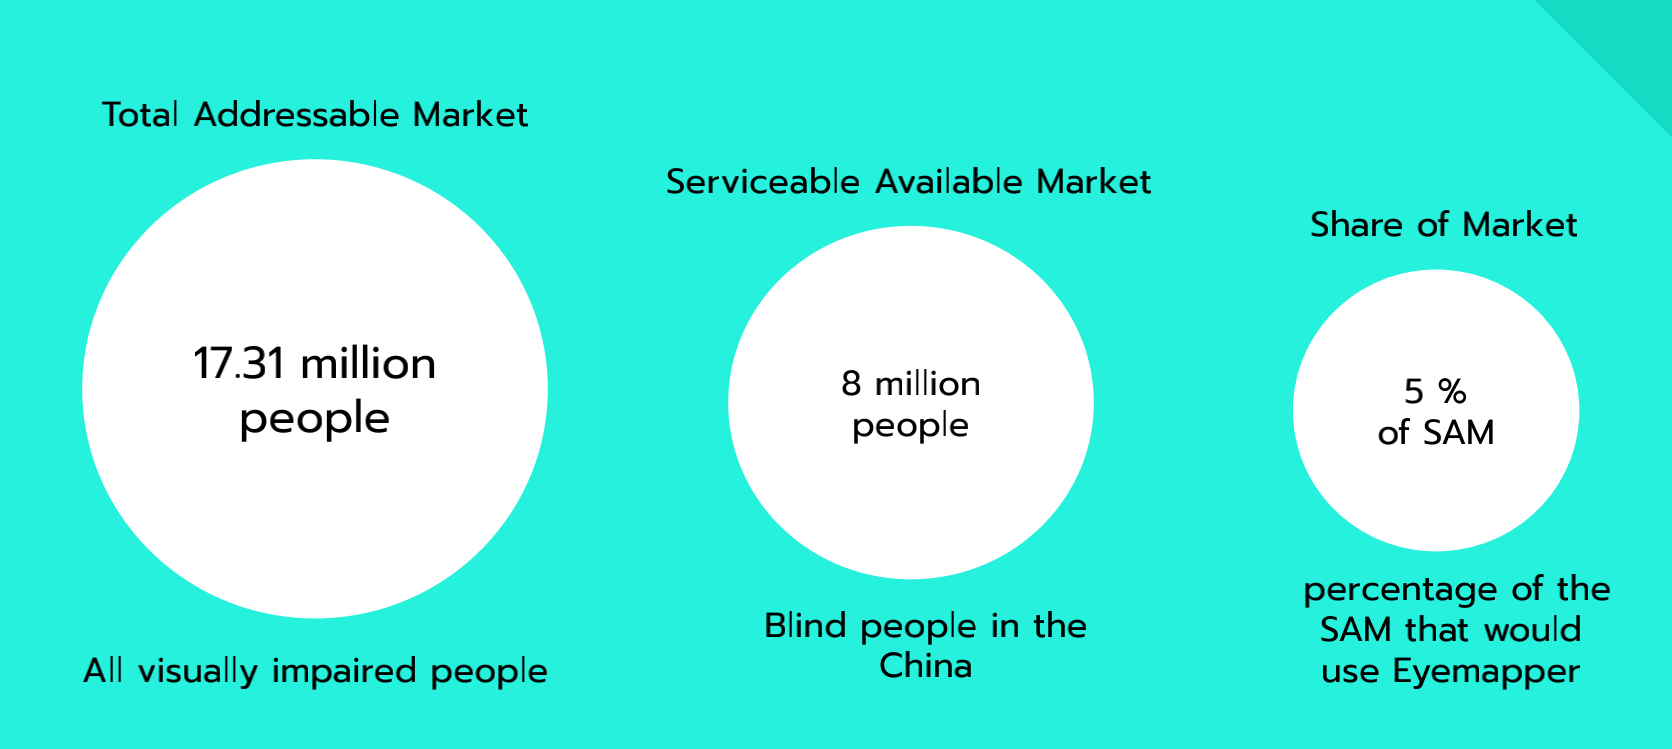 Total Addressable Market
17.31 million
people
All visually impaired people
Serviceable Available Market
8 million
people
Blind people in the
China
Share of Market
5 %
of SAM
percentage of the
SAM that would
use Eyemapper